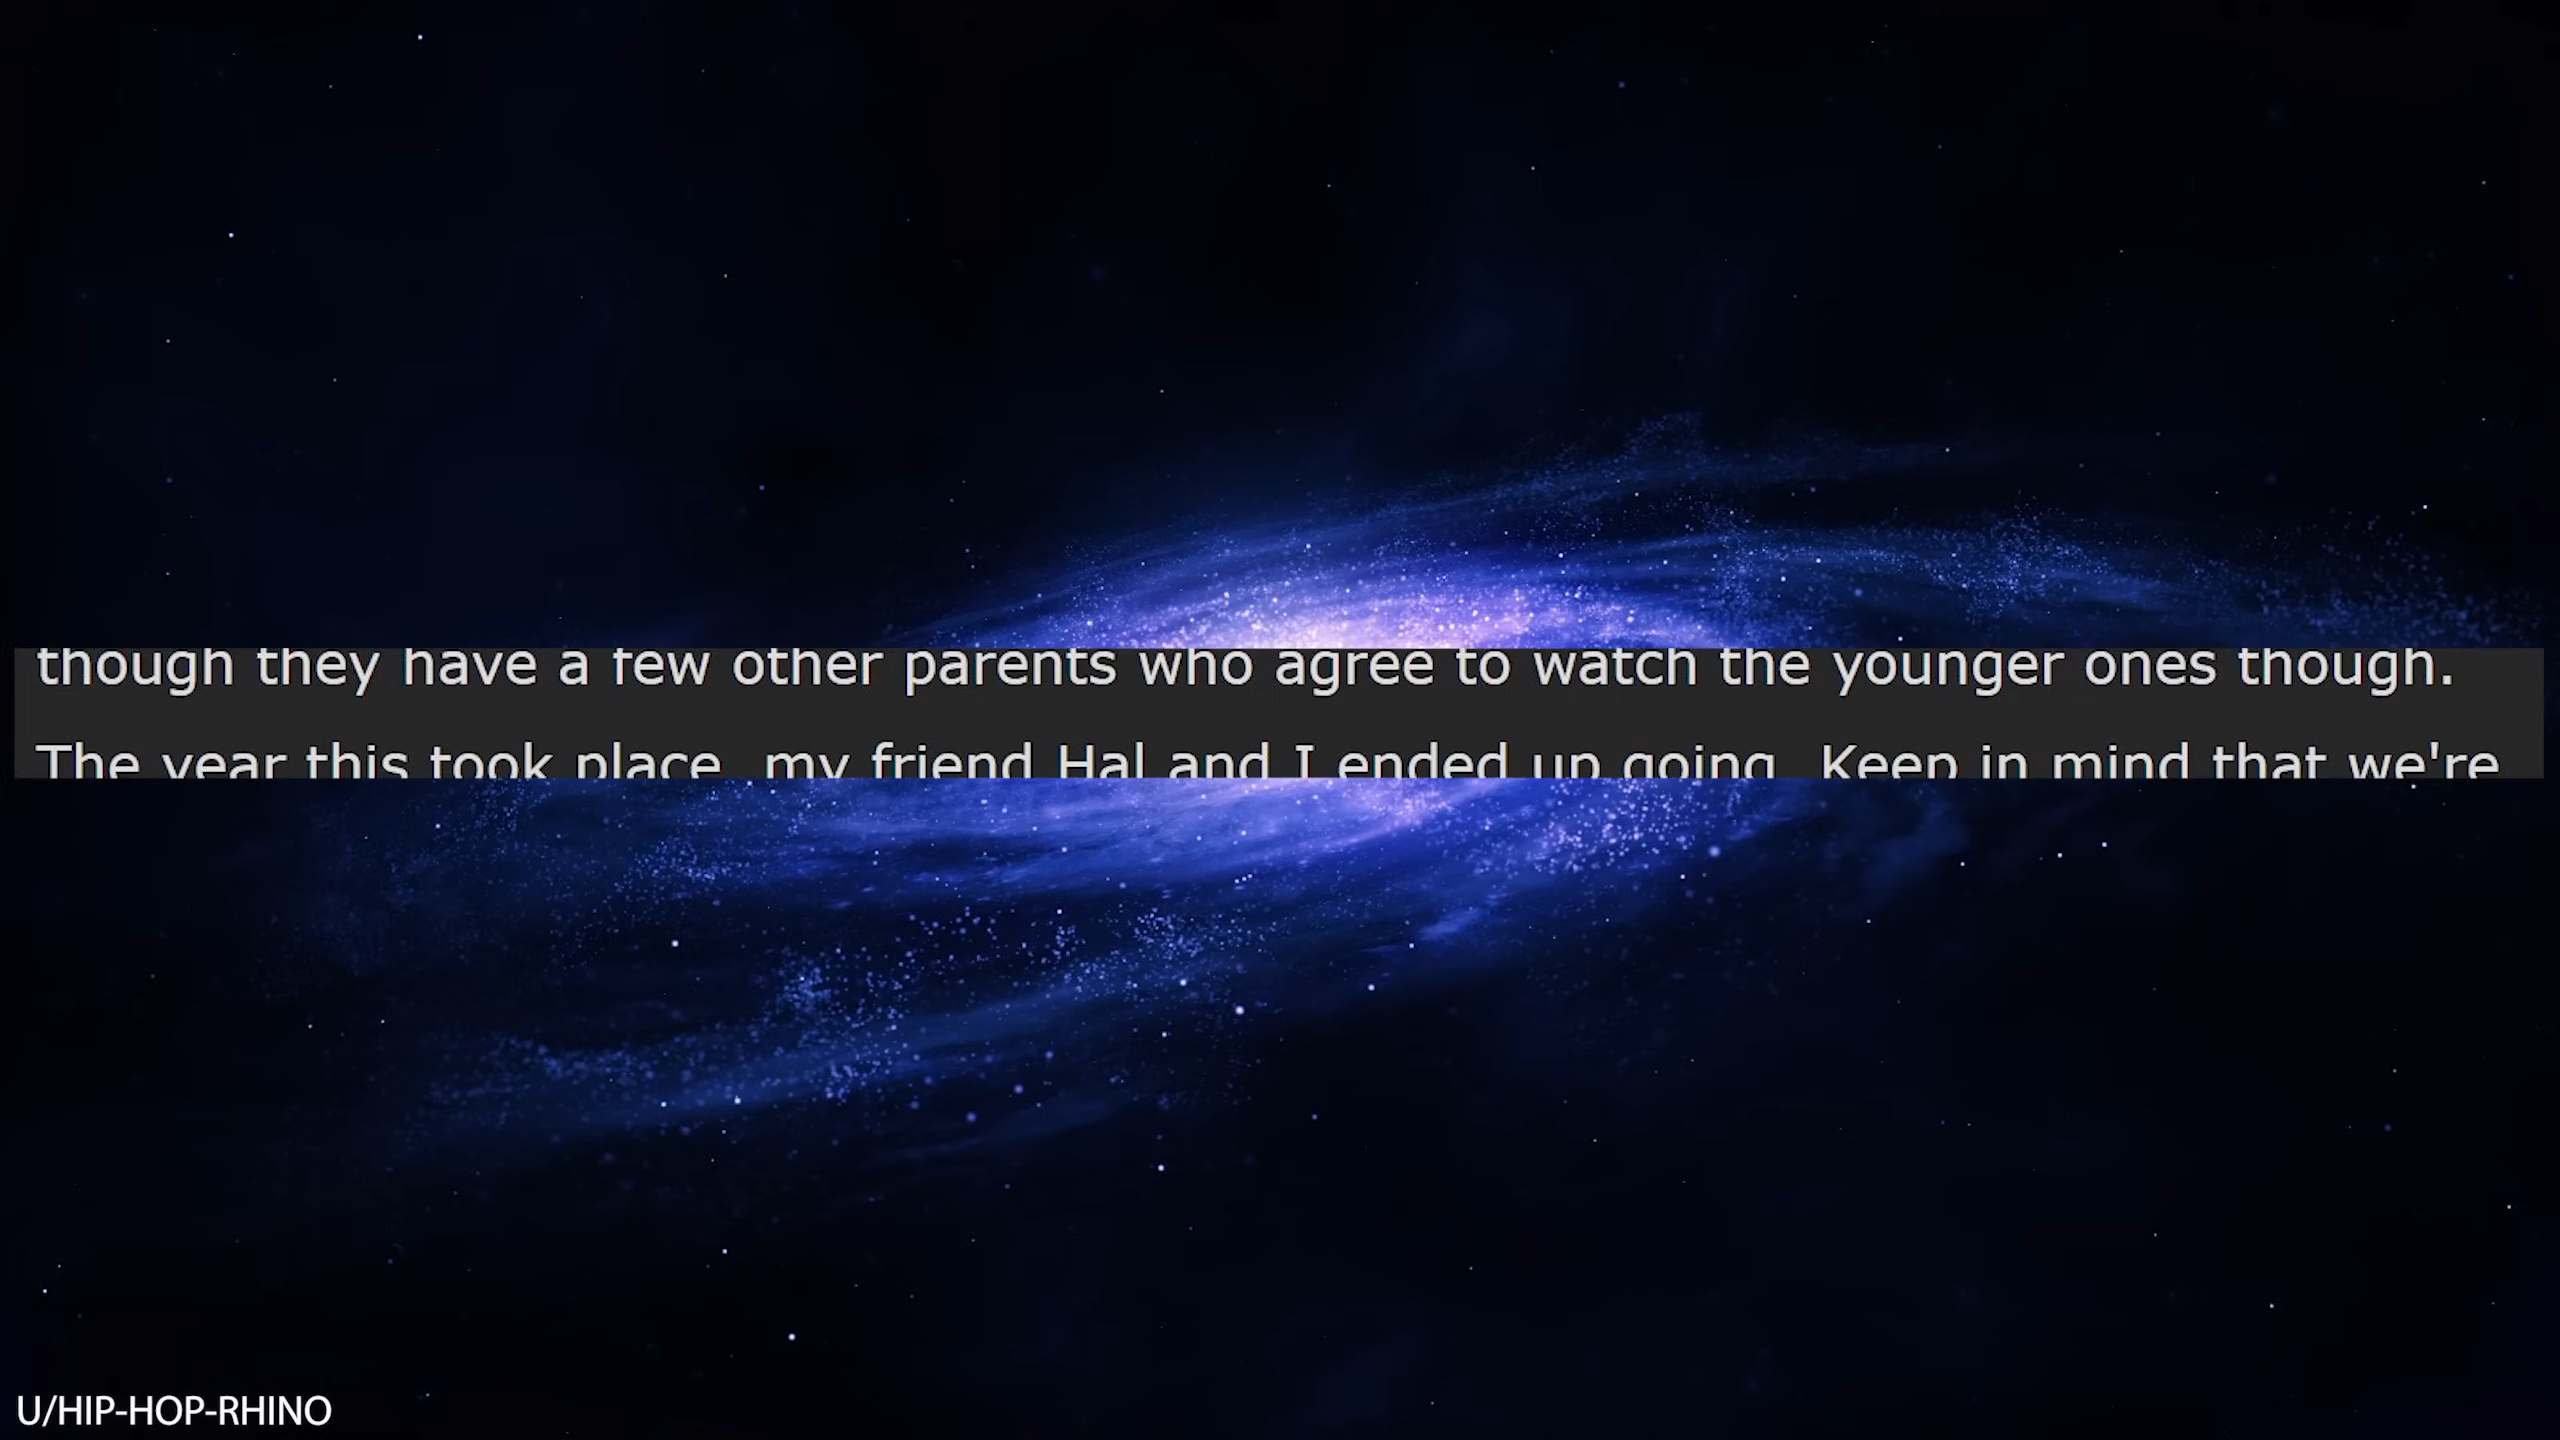 though they have a few other parents who agree to watch the younger ones though.
The year this took place, my friend Hal and I ended up going. Keep in mind that we're
U/HIP-HOP-RHINO